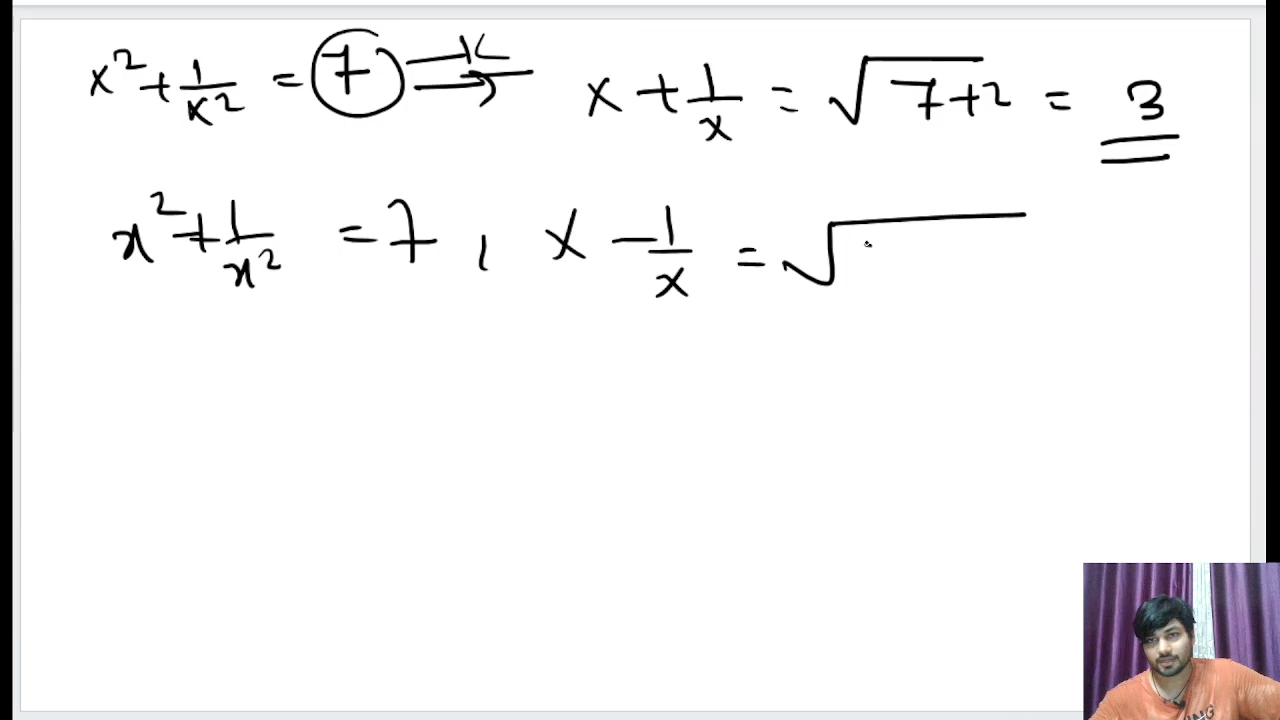 x² + 1/x² = 7 ⇒ x + 1/x = √(7+2) = 3
x² + 1/x² = 7 , x - 1/x = √